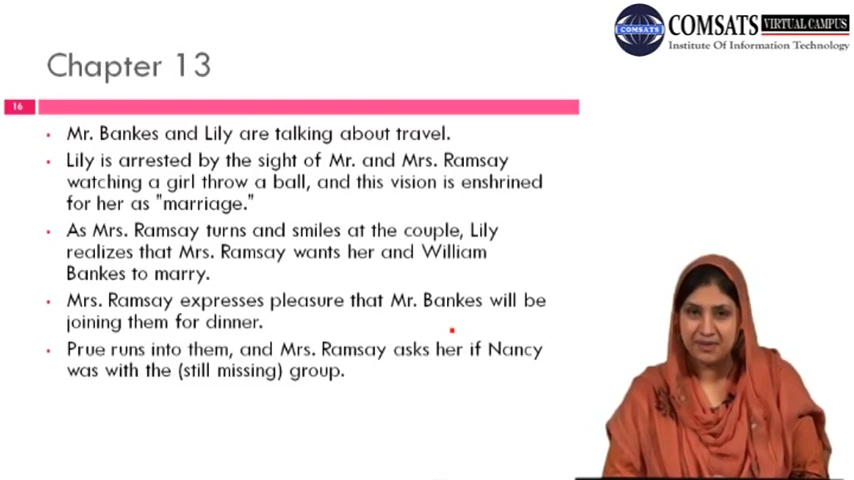 COMSATS
COMSATS VIRTUAL CAMPUS
Institute Of Information Technology
Chapter 13
16
• Mr. Bankes and Lily are talking about travel.
• Lily is arrested by the sight of Mr. and Mrs. Ramsay
watching a girl throw a ball, and this vision is enshrined
for her as "marriage."
• As Mrs. Ramsay turns and smiles at the couple, Lily
realizes that Mrs. Ramsay wants her and William
Bankes to marry.
• Mrs. Ramsay expresses pleasure that Mr. Bankes will be
joining them for dinner.
• Prue runs into them, and Mrs. Ramsay asks her if Nancy
was with the (still missing) group.